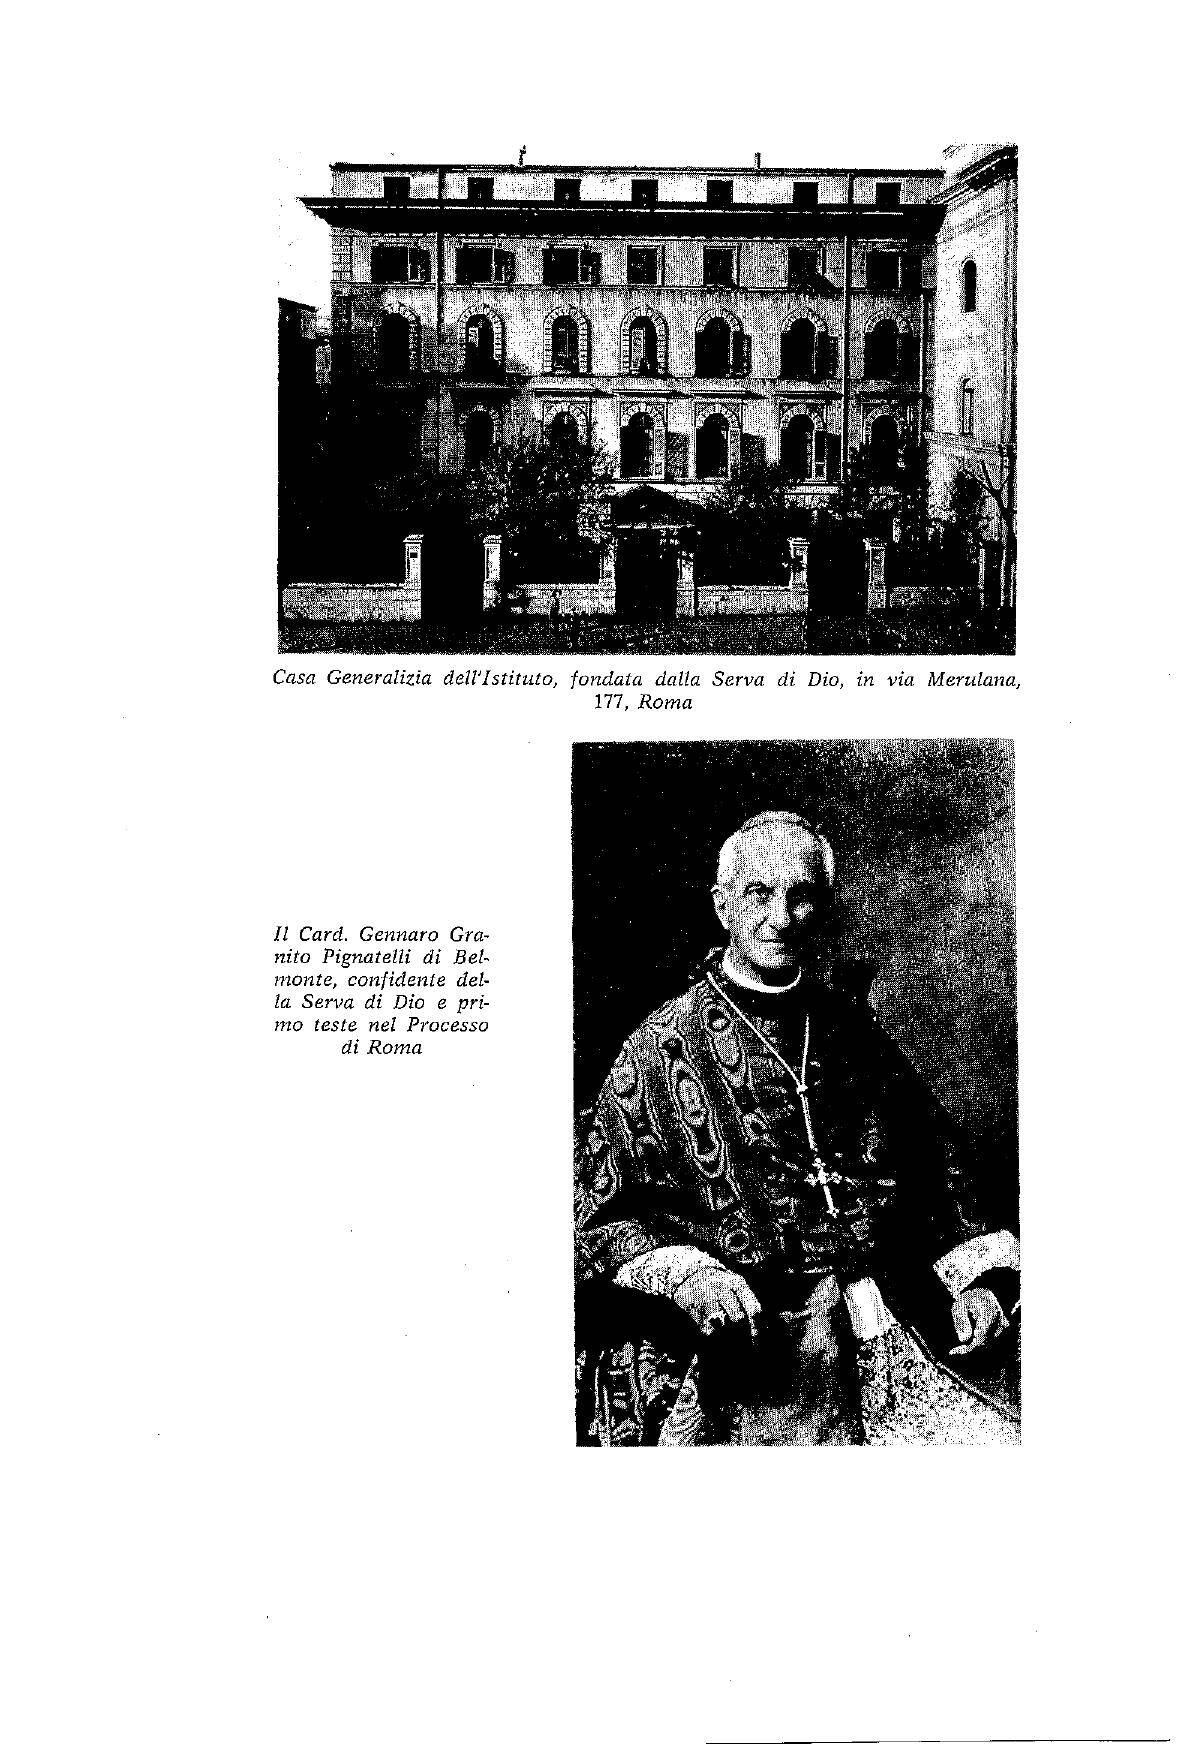 Casa Generalizia dell'Istituto, fondata dalla Serva di Dio, in via Merulana,
177, Roma
Il Card. Gennaro Gra-
nito Pignatelli di Bel-
monte, confidente del-
la Serva di Dio e pri-
mo teste nel Processo
di Roma